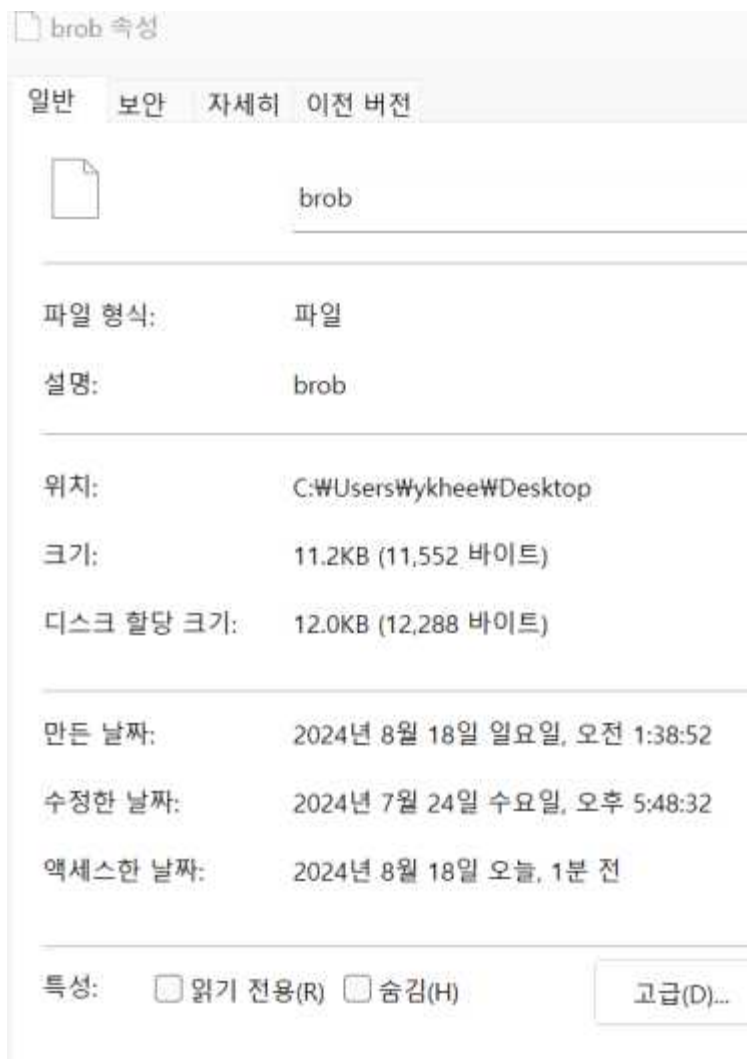 brob 속성
일반 보안 자세히 이전 버전
brob
파일 형식: 파일
설명: brob
위치: C:₩Users₩ykhee₩Desktop
크기: 11.2KB (11,552 바이트)
디스크 할당 크기: 12.0KB (12,288 바이트)
만든 날짜: 2024년 8월 18일 일요일, 오전 1:38:52
수정한 날짜: 2024년 7월 24일 수요일, 오후 5:48:32
액세스한 날짜: 2024년 8월 18일 오늘, 1분 전
특성: 읽기 전용(R) 숨김(H) 고급(D)...